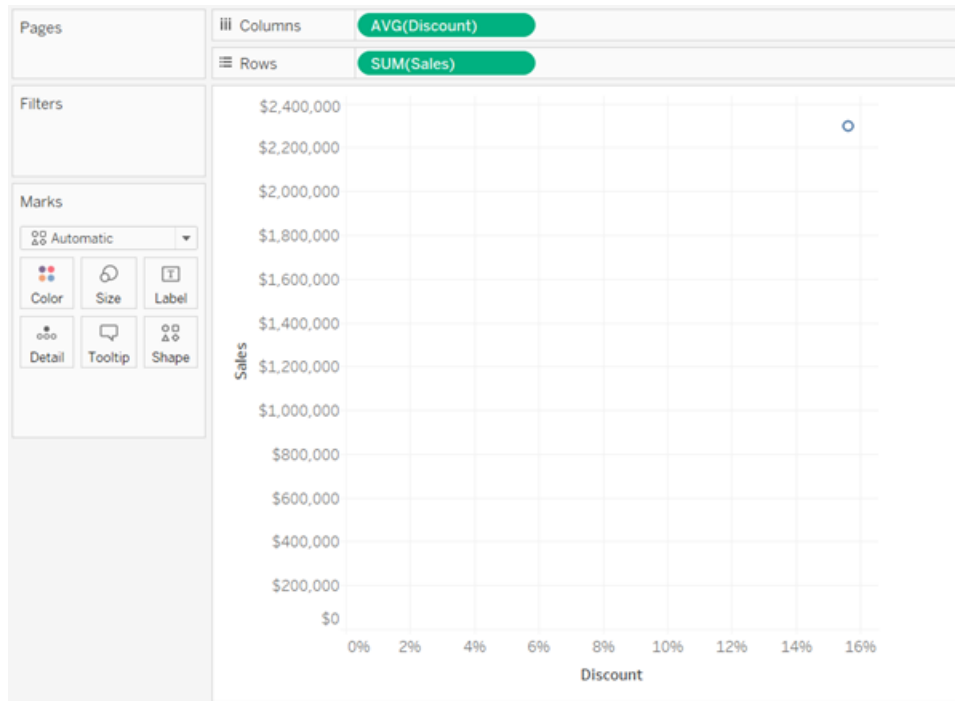 Pages
Columns
AVG(Discount)
Rows
SUM(Sales)
Filters
Marks
Automatic
Color
Size
Label
Detail
Tooltip
Shape
Sales
$2,400,000
$2,200,000
$2,000,000
$1,800,000
$1,600,000
$1,400,000
$1,200,000
$1,000,000
$800,000
$600,000
$400,000
$200,000
$0
0% 2% 4% 6% 8% 10% 12% 14% 16%
Discount